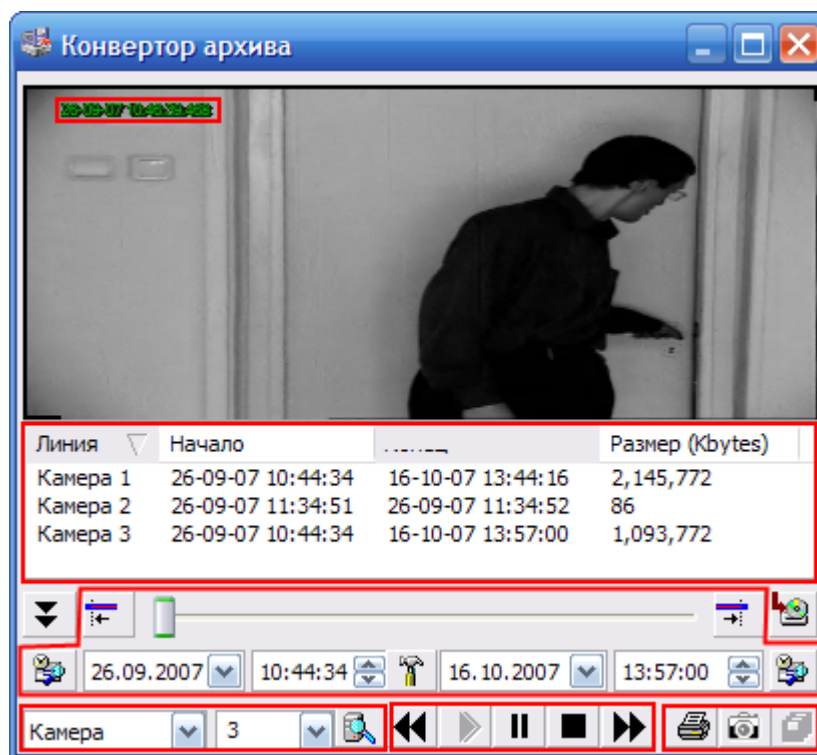 Конвертор архива
Линия Начало Размер (Kbytes)
Камера 1 26-09-07 10:44:34 16-10-07 13:44:16 2,145,772
Камера 2 26-09-07 11:34:51 26-09-07 11:34:52 86
Камера 3 26-09-07 10:44:34 16-10-07 13:57:00 1,093,772
26.09.2007 10:44:34 16.10.2007 13:57:00
Камера 3